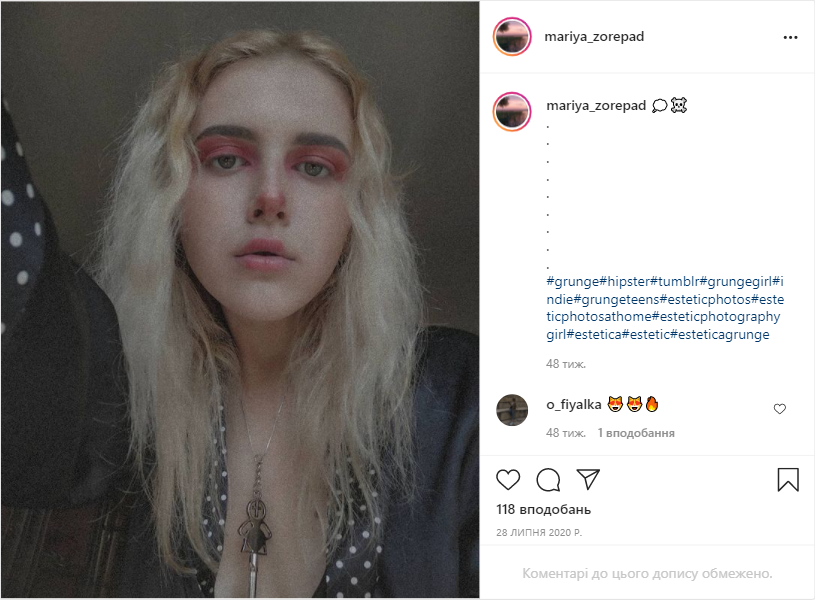 mariya_zorepad
mariya_zorepad 💭☠
.
.
.
.
.
.
.
.
.
#grunge#hipster#tumblr#grungegirl#i
ndie#grungeteens#esteticphotos#este
ticphotosathome#esteticphotography
girl#estetica#estetic#esteticagrunge
48 тиж.
o_fiyalka 😻😻🔥
48 тиж. 1 вподобання
118 вподобань
28 ЛИПНЯ 2020 Р.
Коментарі до цього допису обмежено.